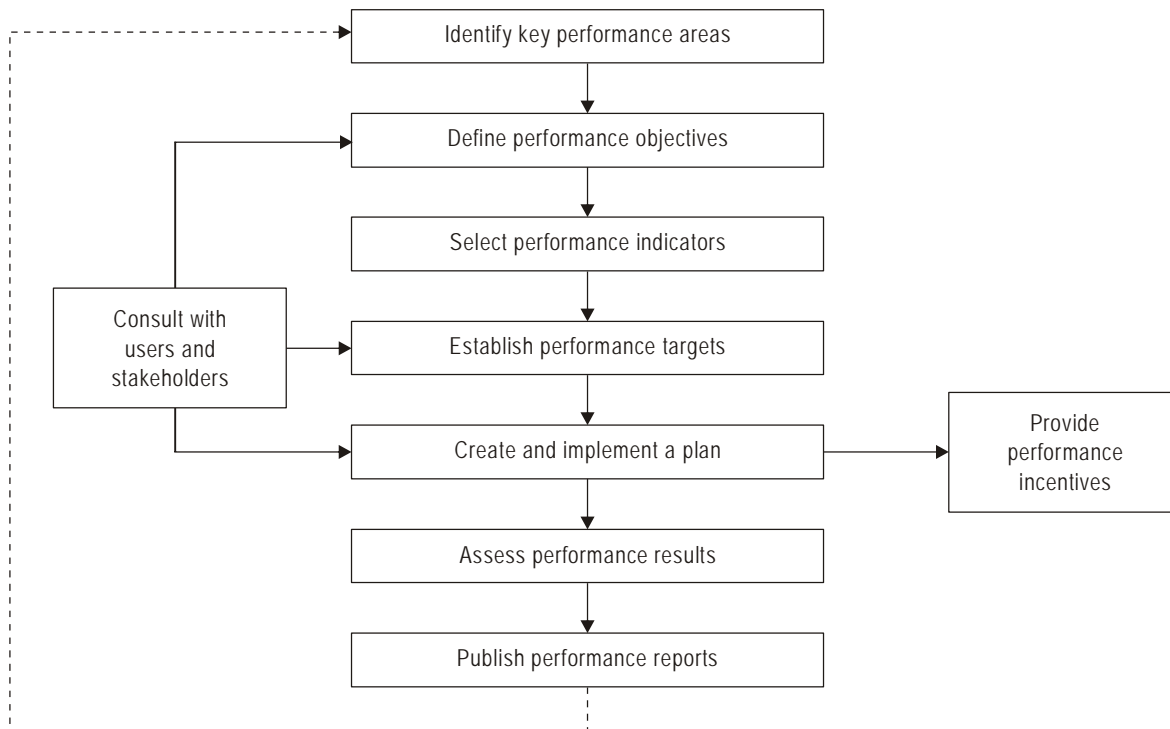 Identify key performance areas
Define performance objectives
Select performance indicators
Consult with
users and
stakeholders
Establish performance targets
Create and implement a plan
Provide
performance
incentives
Assess performance results
Publish performance reports